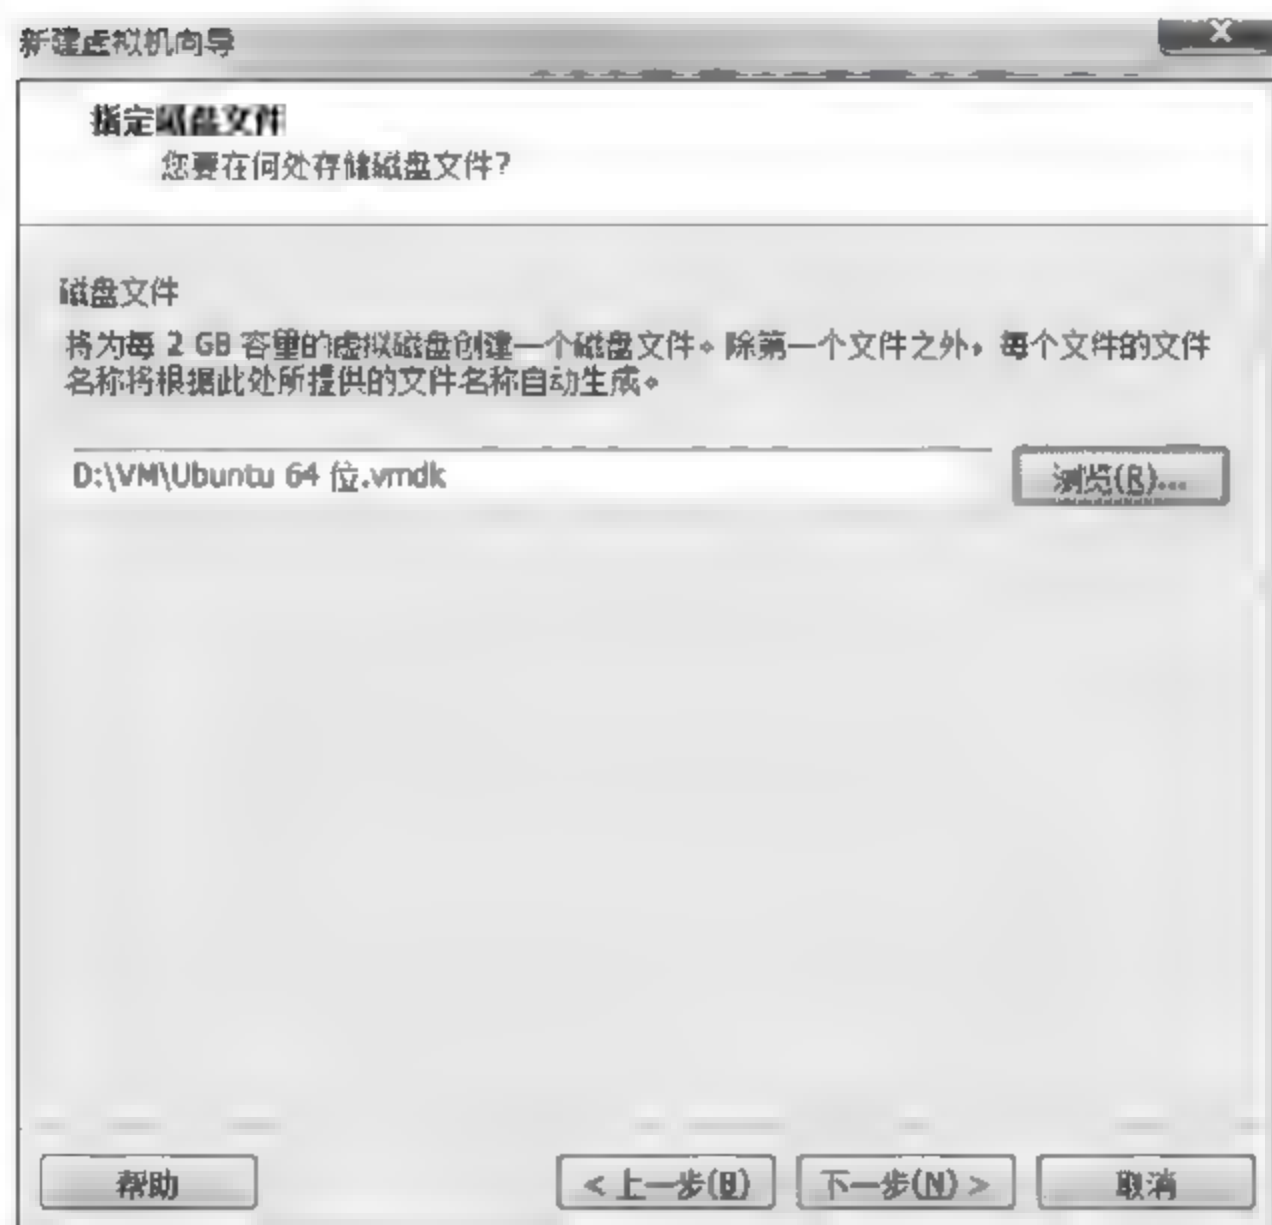 新建虚拟机向导
指定磁盘文件
您要在何处存储磁盘文件?
磁盘文件
将为每 2 GB 容量的虚拟磁盘创建一个磁盘文件。除第一个文件之外，每个文件的文件
名称将根据此处所提供的文件名称自动生成。
D:\VM\Ubuntu 64 位.vmdk
浏览(R)...
帮助
< 上一步(B)
下一步(N) >
取消